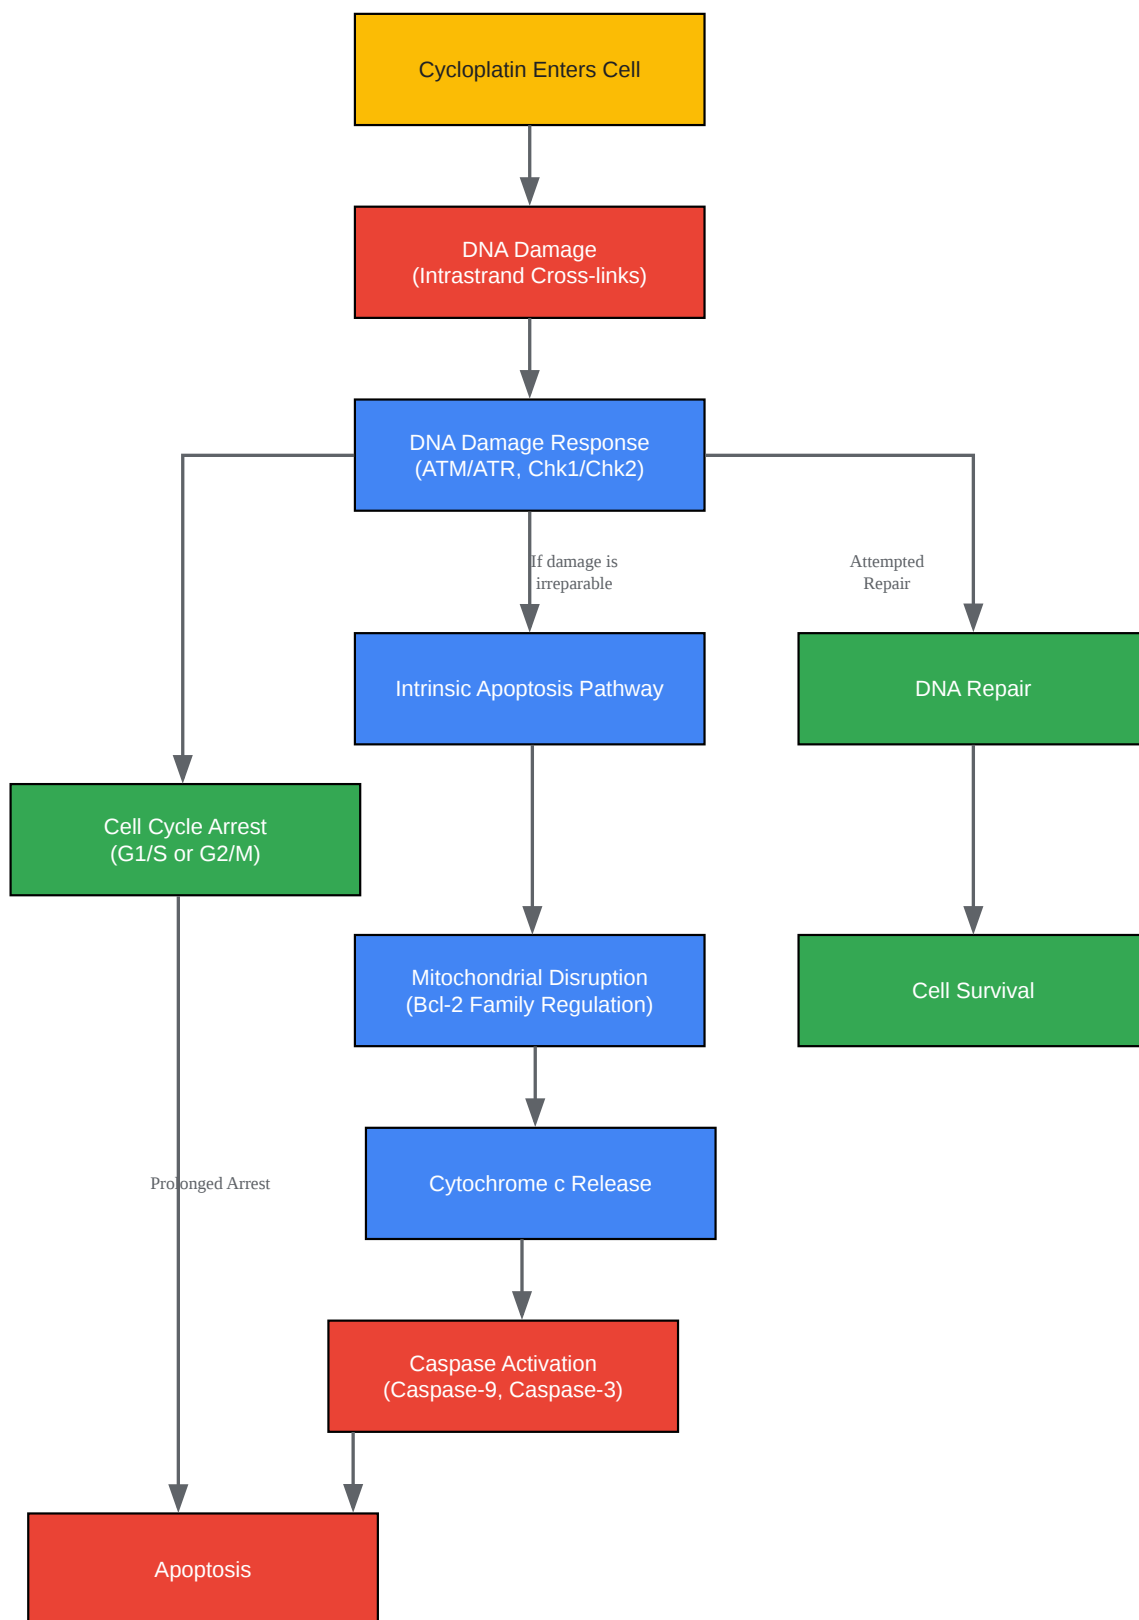 Cycloplatin Enters Cell
DNA Damage
(Intrastrand Cross-links)
DNA Damage Response
(ATM/ATR, Chk1/Chk2)
If damage is
irreparable
Attempted
Repair
Intrinsic Apoptosis Pathway
DNA Repair
Cell Cycle Arrest
(G1/S or G2/M)
Mitochondrial Disruption
(Bcl-2 Family Regulation)
Cell Survival
Prolonged Arrest
Cytochrome c Release
Caspase Activation
(Caspase-9, Caspase-3)
Apoptosis